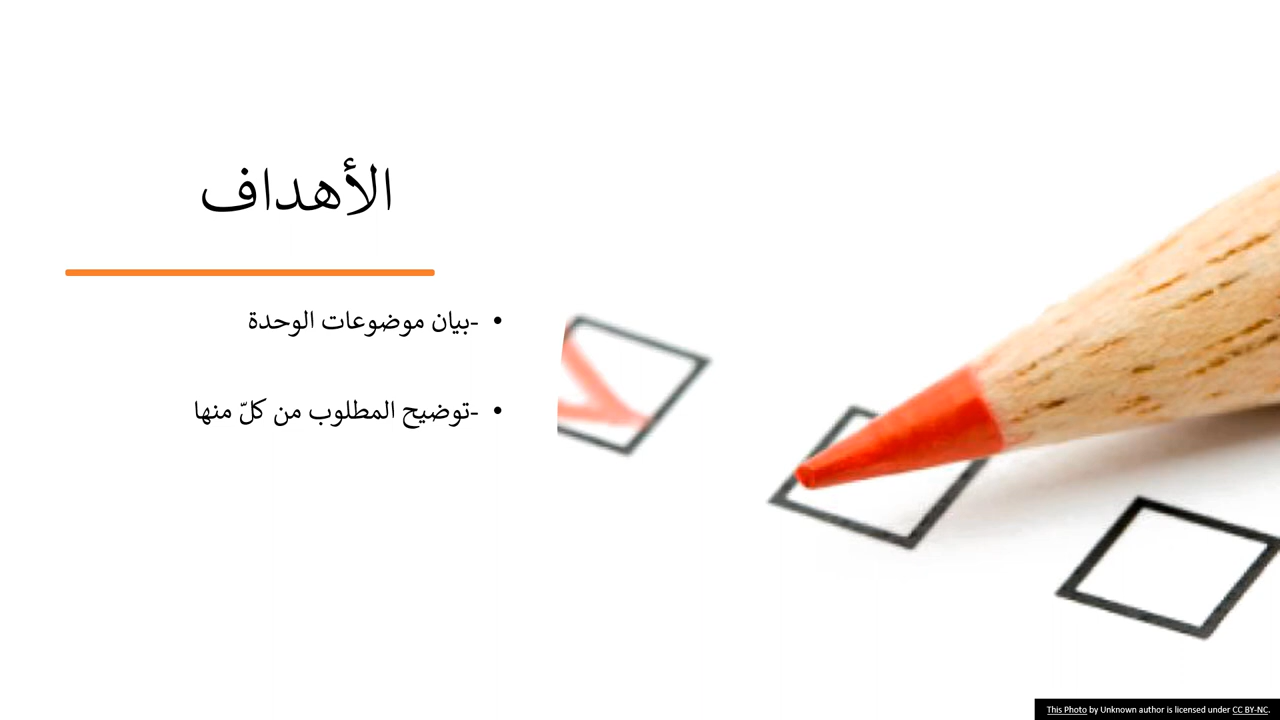 الأهداف
• -بيان موضوعات الوحدة
• -توضيح المطلوب من كلّ منها
This Photo by Unknown author is licensed under CC BY-NC.